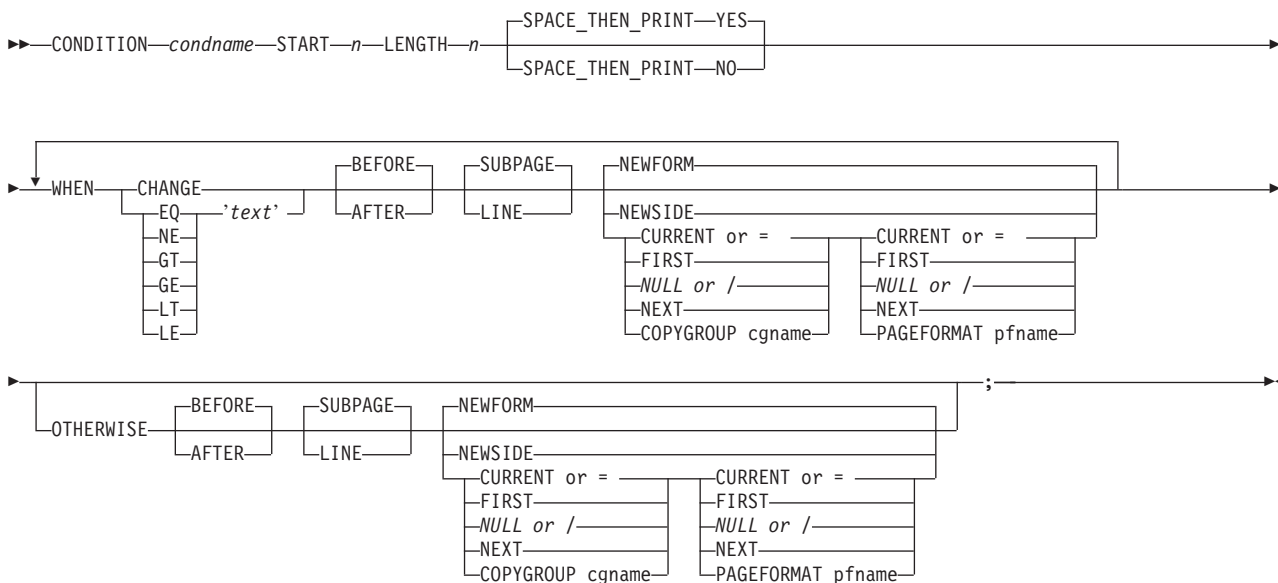 SPACE_THEN_PRINT YES
CONDITION condname START n LENGTH n
SPACE_THEN_PRINT NO
BEFORE SUBPAGE NEWFORM
WHEN CHANGE
EQ 'text' AFTER LINE NEWSIDE
NE CURRENT or = CURRENT or =
GT FIRST FIRST
GE NULL or / NULL or /
LT NEXT NEXT
LE COPYGROUP cgname PAGEFORMAT pfname
;
BEFORE SUBPAGE NEWFORM
OTHERWISE
AFTER LINE NEWSIDE
CURRENT or = CURRENT or =
FIRST FIRST
NULL or / NULL or /
NEXT NEXT
COPYGROUP cgname PAGEFORMAT pfname